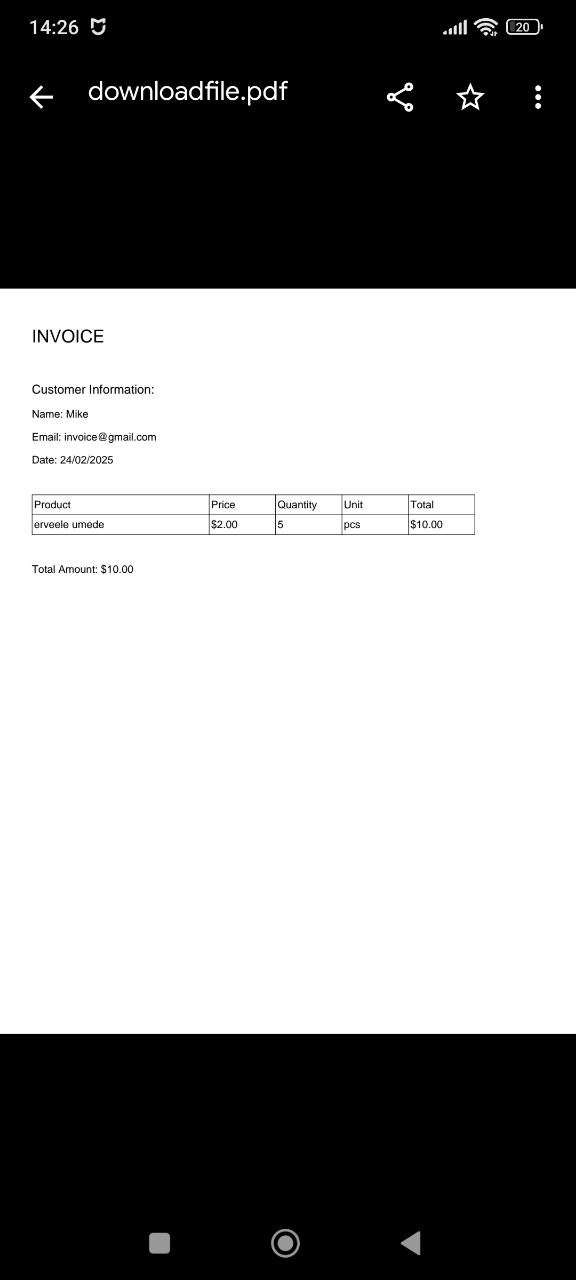 14:26
20
downloadfile.pdf
INVOICE
Customer Information:
Name: Mike
Email: invoice@gmail.com
Date: 24/02/2025
Product Price Quantity Unit Total
erveele umede $2.00 5 pcs $10.00
Total Amount: $10.00